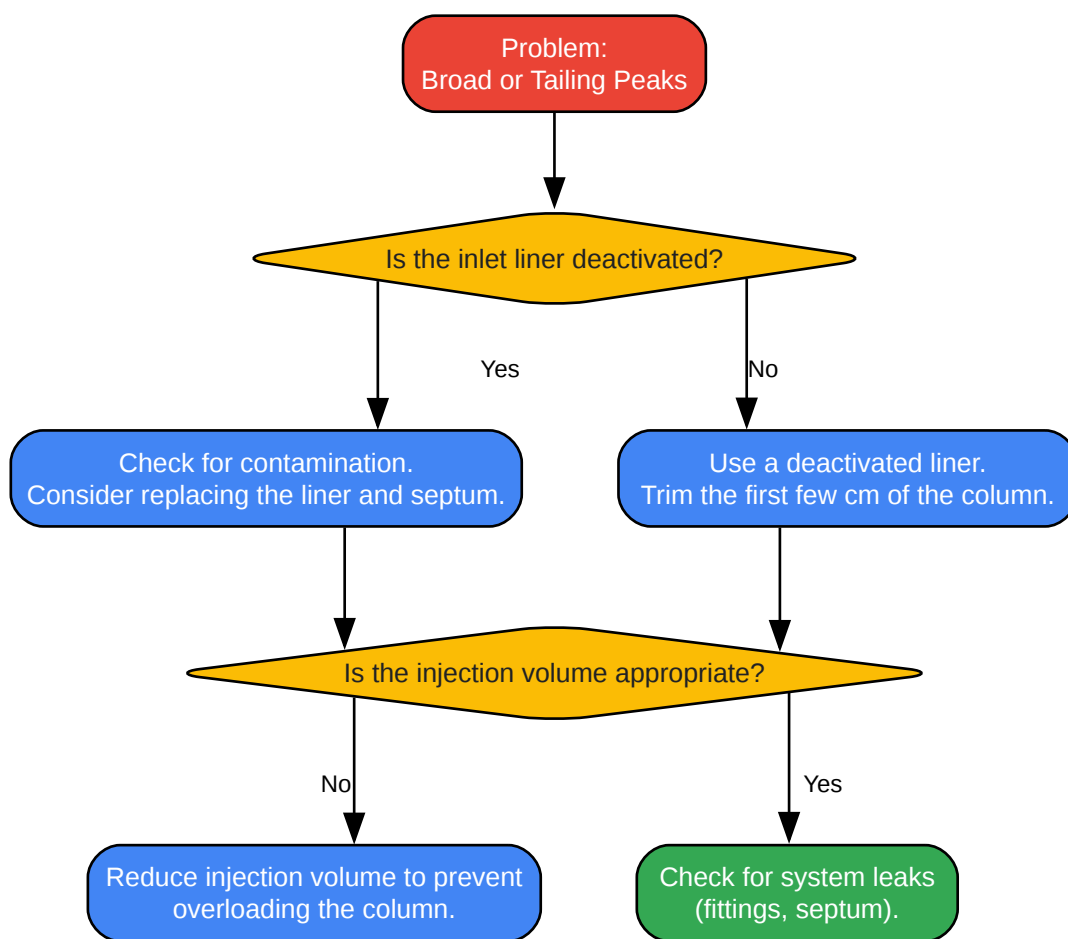 Problem:
Broad or Tailing Peaks
Is the inlet liner deactivated?
Yes
No
Check for contamination.
Consider replacing the liner and septum.
Use a deactivated liner.
Trim the first few cm of the column.
Is the injection volume appropriate?
No
Yes
Reduce injection volume to prevent
overloading the column.
Check for system leaks
(fittings, septum).